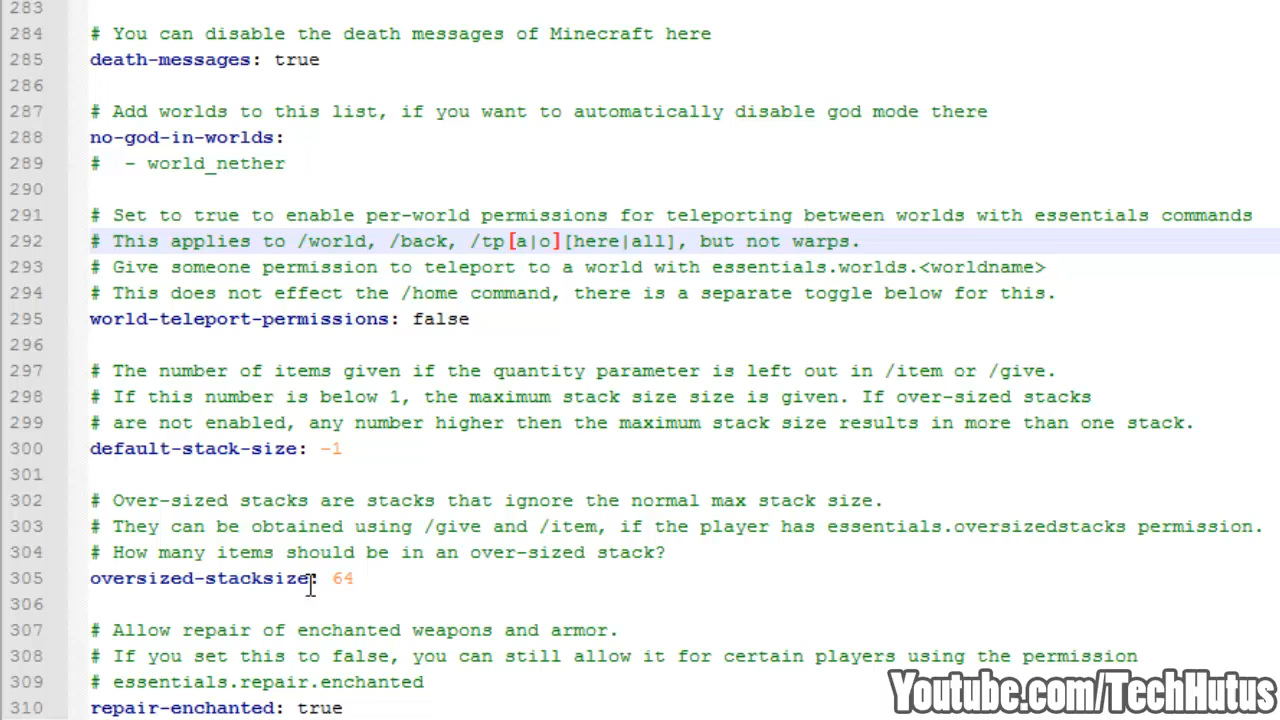 283
284 # You can disable the death messages of Minecraft here
285 death-messages: true
286
287 # Add worlds to this list, if you want to automatically disable god mode there
288 no-god-in-worlds:
289 #  - world_nether
290
291 # Set to true to enable per-world permissions for teleporting between worlds with essentials commands
292 # This applies to /world, /back, /tp[a|o][here|all], but not warps.
293 # Give someone permission to teleport to a world with essentials.worlds.<worldname>
294 # This does not effect the /home command, there is a separate toggle below for this.
295 world-teleport-permissions: false
296
297 # The number of items given if the quantity parameter is left out in /item or /give.
298 # If this number is below 1, the maximum stack size size is given. If over-sized stacks
299 # are not enabled, any number higher then the maximum stack size results in more than one stack.
300 default-stack-size: -1
301
302 # Over-sized stacks are stacks that ignore the normal max stack size.
303 # They can be obtained using /give and /item, if the player has essentials.oversizedstacks permission.
304 # How many items should be in an over-sized stack?
305 oversized-stacksize: 64
306
307 # Allow repair of enchanted weapons and armor.
308 # If you set this to false, you can still allow it for certain players using the permission
309 # essentials.repair.enchanted
310 repair-enchanted: true
Youtube.com/TechHutus